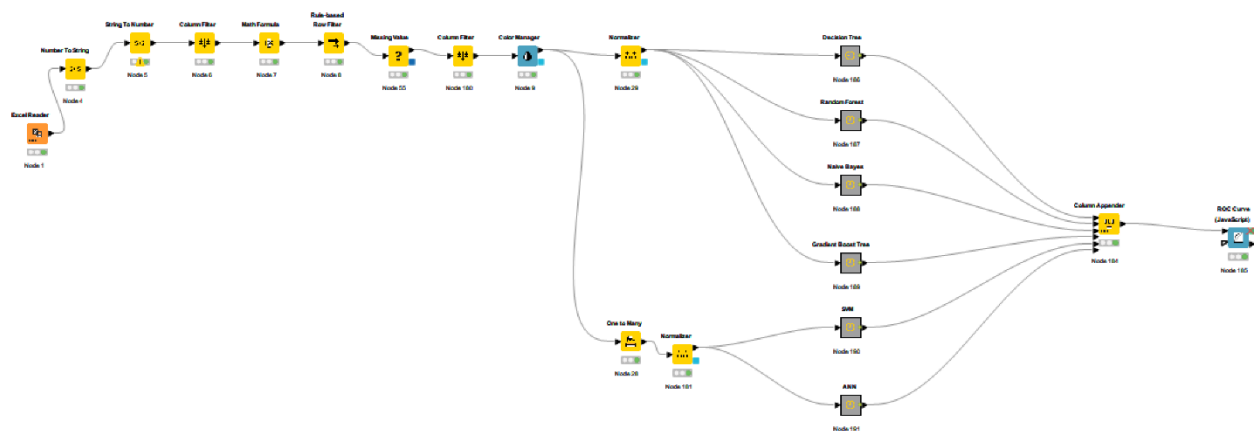 Excel Reader
Node 1
Number To String
Node 4
String To Number
Node 5
Column Filter
Node 6
Math Formula
Node 7
Rule-based
Row Filter
Node 8
Missing Value
Node 55
Column Filter
Node 180
Color Manager
Node 9
Normalizer
Node 29
Decision Tree
Node 186
Random Forest
Node 187
Naive Bayes
Node 188
Gradient Boost Tree
Node 189
One to Many
Node 28
Normalizer
Node 181
SVM
Node 190
ANN
Node 191
Column Appender
Node 184
ROC Curve
(JavaScript)
Node 185